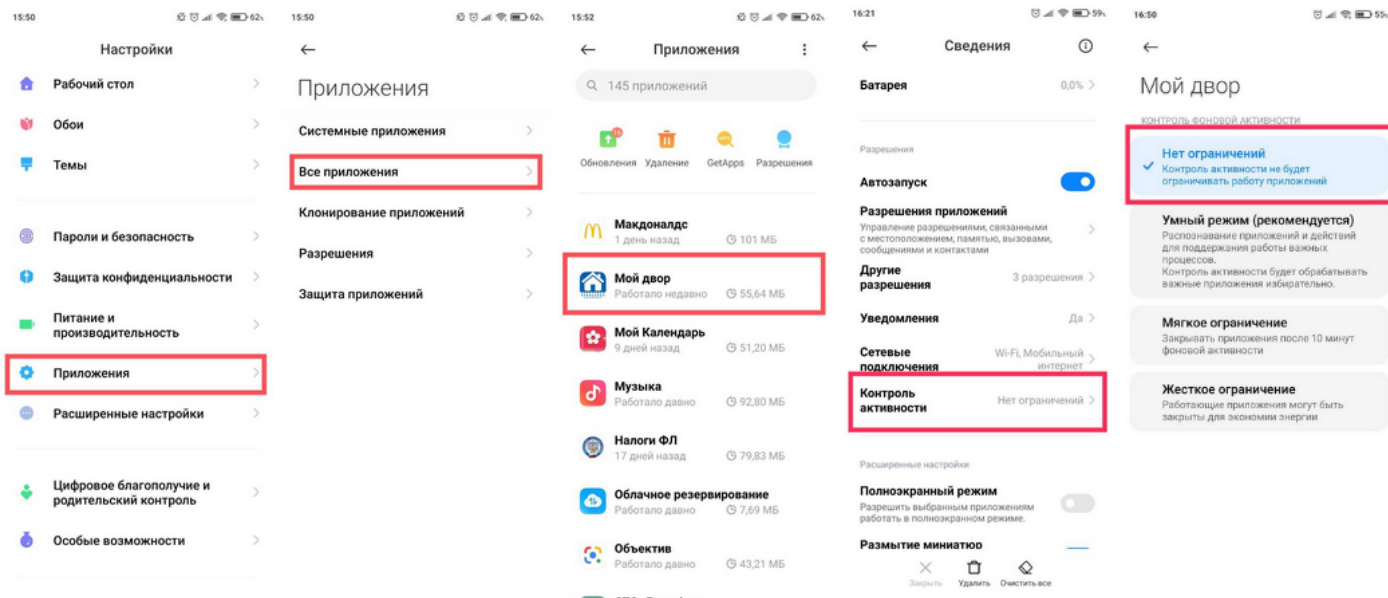 15:50
62%
Настройки
Рабочий стол
Обои
Темы
Пароли и безопасность
Защита конфиденциальности
Питание и
производительность
Приложения
Расширенные настройки
Цифровое благополучие и
родительский контроль
Особые возможности
15:50
62%
Приложения
Системные приложения
Все приложения
Клонирование приложений
Разрешения
Защита приложений
15:52
62%
Приложения
145 приложений
15
Обновления Удаление GetApps Разрешения
Макдоналдс
1 день назад 101 МБ
Мой двор
Работало недавно 55,64 МБ
Мой Календарь
9 дней назад 51,20 МБ
Музыка
Работало давно 92,80 МБ
Налоги ФЛ
17 дней назад 79,83 МБ
Облачное резервирование
Работало давно 7,69 МБ
Объектив
Работало давно 43,21 МБ
16:21
59%
Сведения
Батарея 0,0%
Разрешения
Автозапуск
Разрешения приложений
Управление разрешениями, связанными
с местоположением, памятью, вызовами,
сообщениями и контактами
Другие
разрешения
3 разрешения
Уведомления Да
Сетевые
подключения
Wi-Fi, Мобильный
интернет
Контроль
активности
Нет ограничений
Расширенные настройки
Полноэкранный режим
Разрешить выбранным приложениям
работать в полноэкранном режиме.
Размытие миниатюр
Закрыть Удалить Очистить все
16:50
55%
Мой двор
КОНТРОЛЬ ФОНОВОЙ АКТИВНОСТИ
Нет ограничений
Контроль активности не будет
ограничивать работу приложений
Умный режим (рекомендуется)
Распознавание приложений и действий
для поддержания работы важных
процессов.
Контроль активности будет обрабатывать
важные приложения избирательно.
Мягкое ограничение
Закрывать приложения после 10 минут
фоновой активности
Жесткое ограничение
Работающие приложения могут быть
закрыты для экономии энергии